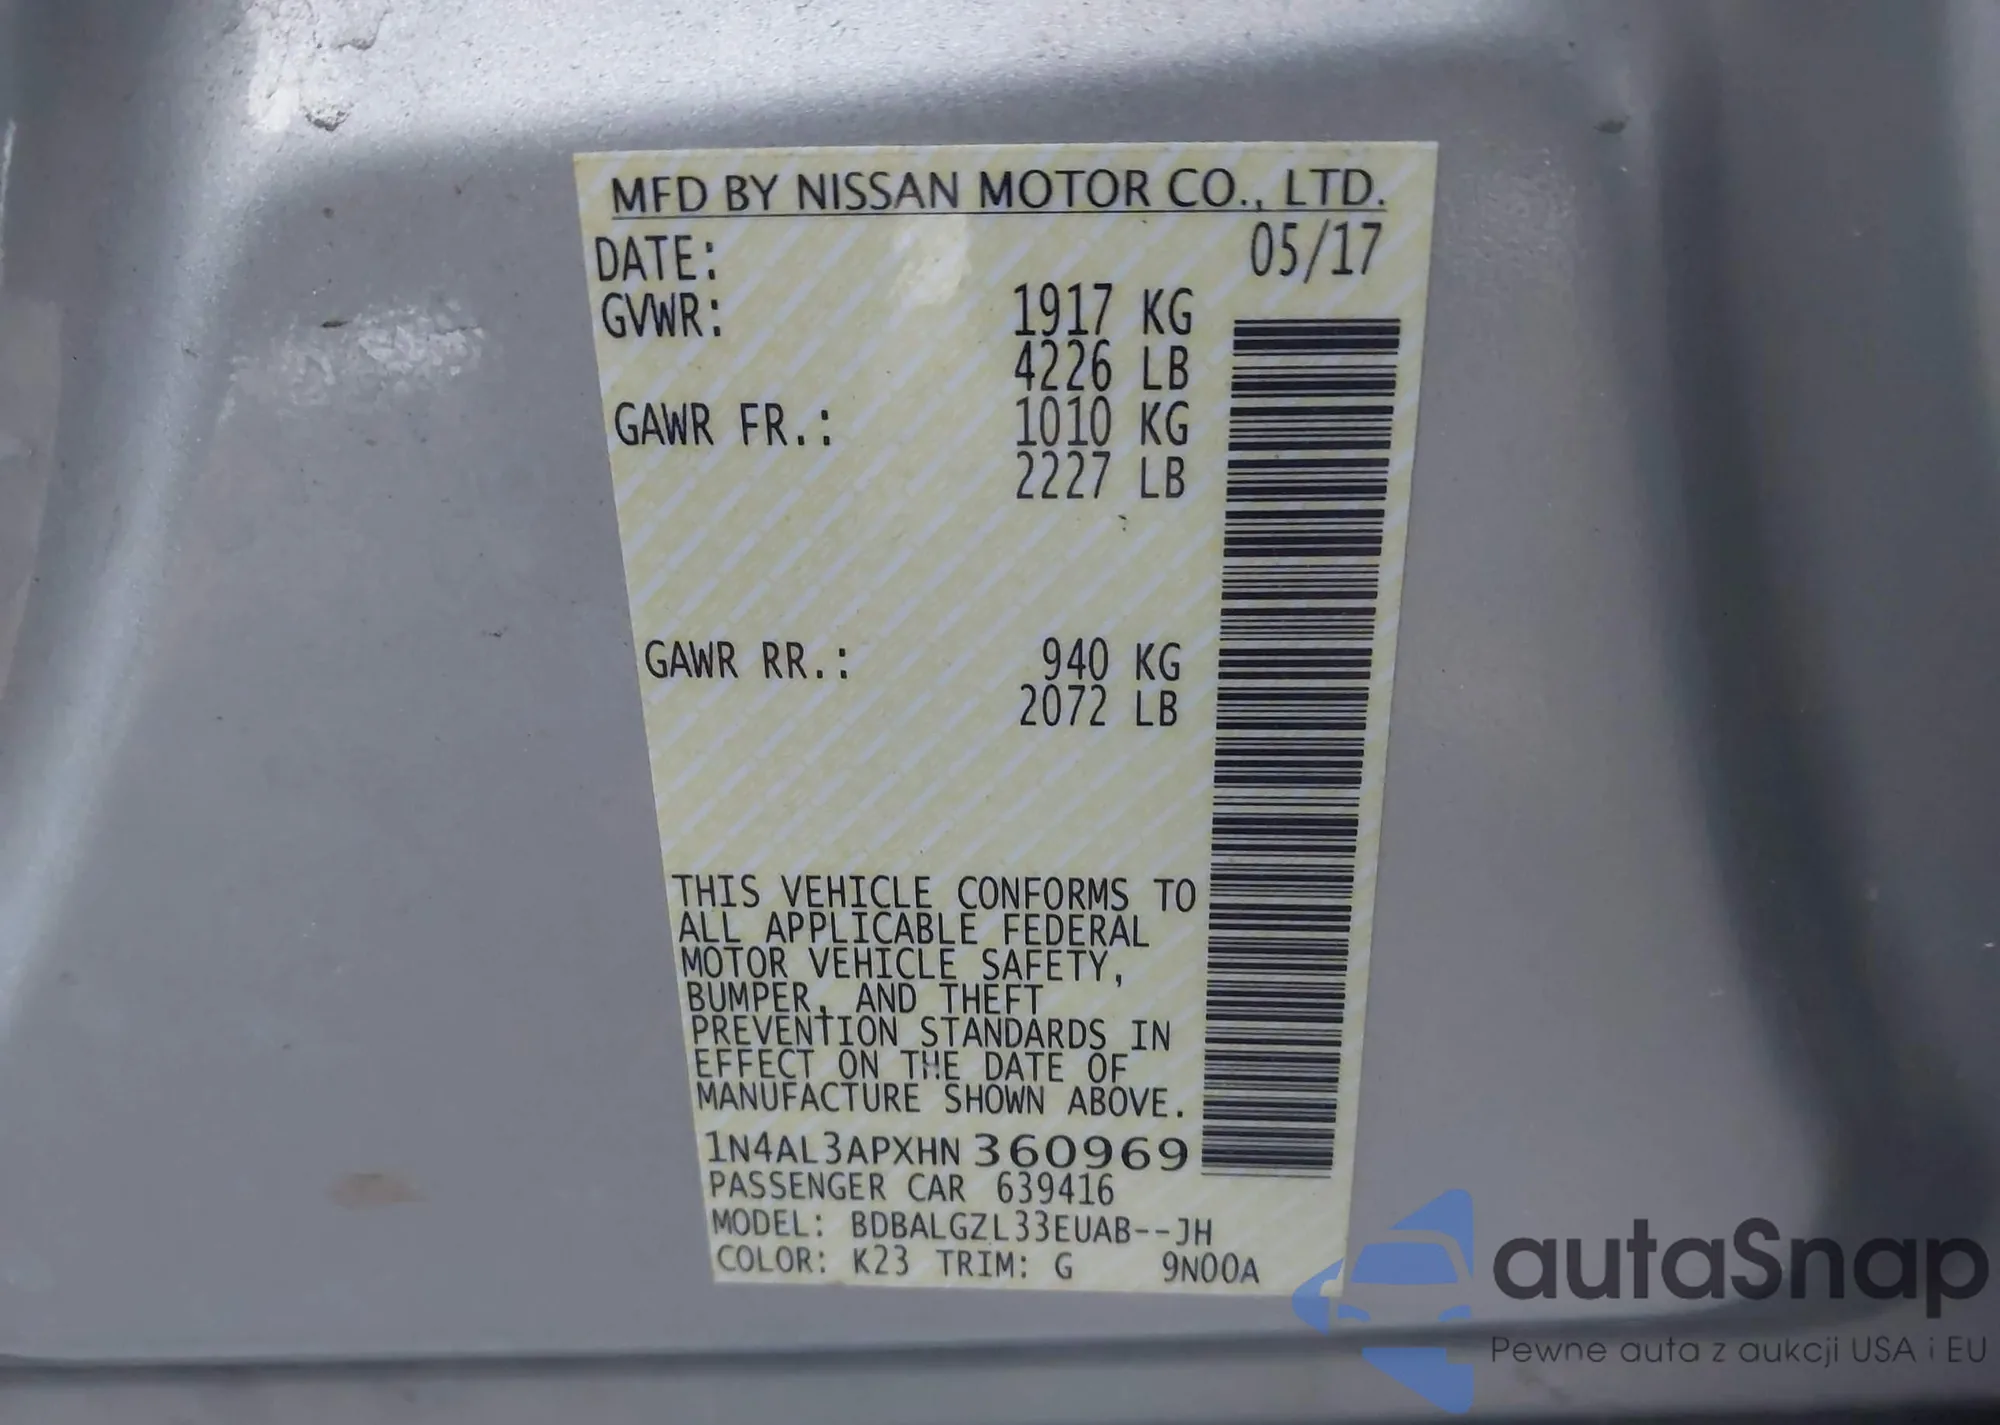 MFD BY NISSAN MOTOR CO., LTD.
DATE: 05/17
GVWR: 1917 KG
4226 LB
GAWR FR.: 1010 KG
2227 LB
GAWR RR.: 940 KG
2072 LB
THIS VEHICLE CONFORMS TO
ALL APPLICABLE FEDERAL
MOTOR VEHICLE SAFETY,
BUMPER, AND THEFT
PREVENTION STANDARDS IN
EFFECT ON THE DATE OF
MANUFACTURE SHOWN ABOVE.
1N4AL3APXHN360969
PASSENGER CAR 639416
MODEL: BDBALGZL33EUAB--JH
COLOR: K23 TRIM: G 9N00A
autaSnap
Pewne auta z aukcji USA i EU